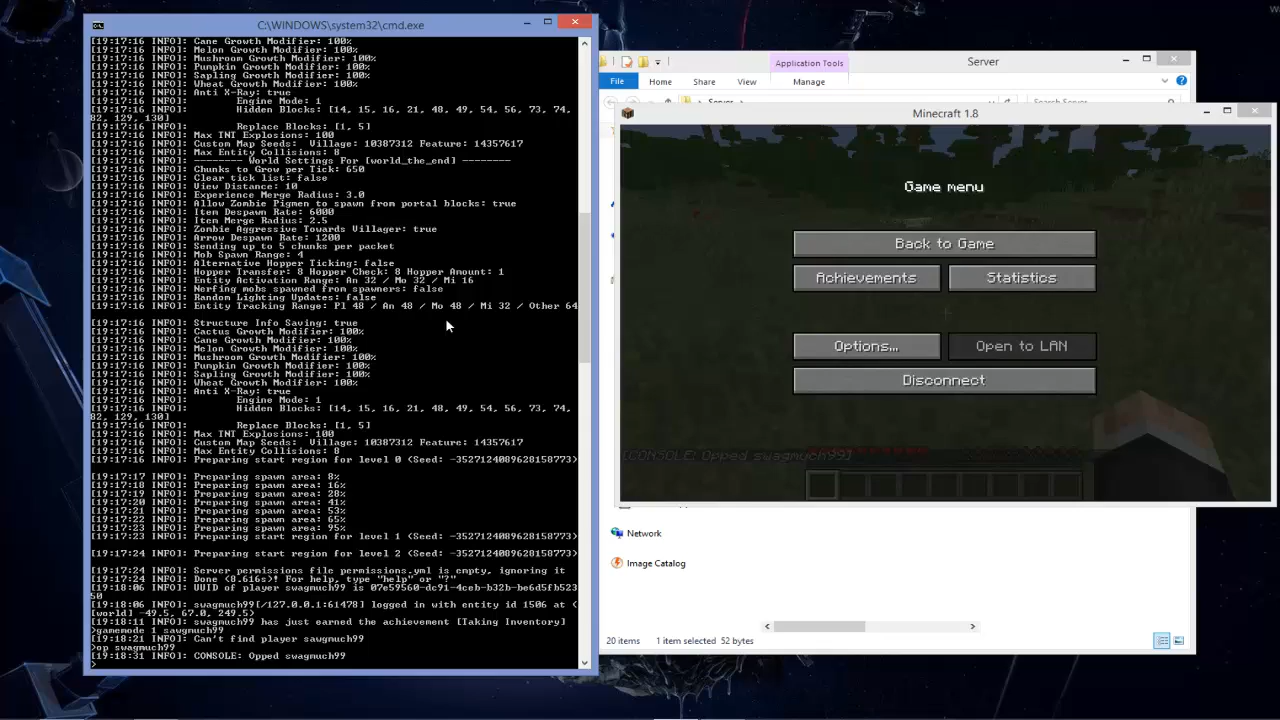 C:\WINDOWS\system32\cmd.exe
[19:17:16 INFO]: Cane Growth Modifier: 100%
[19:17:16 INFO]: Melon Growth Modifier: 100%
[19:17:16 INFO]: Mushroom Growth Modifier: 100%
[19:17:16 INFO]: Pumpkin Growth Modifier: 100%
[19:17:16 INFO]: Sapling Growth Modifier: 100%
[19:17:16 INFO]: Wheat Growth Modifier: 100%
[19:17:16 INFO]: Anti X-Ray: true
[19:17:16 INFO]: Engine Mode: 1
[19:17:16 INFO]: Hidden Blocks: [14, 15, 16, 21, 48, 49, 54, 56, 73, 74,
82, 129, 130]
[19:17:16 INFO]: Replace Blocks: [1, 5]
[19:17:16 INFO]: Max TNT Explosions: 100
[19:17:16 INFO]: Custom Map Seeds: Village: 10387312 Feature: 14357617
[19:17:16 INFO]: Max Entity Collisions: 8
[19:17:16 INFO]: -------- World Settings For [world_the_end] --------
[19:17:16 INFO]: Chunks to Grow per Tick: 650
[19:17:16 INFO]: Clear tick list: false
[19:17:16 INFO]: View Distance: 10
[19:17:16 INFO]: Experience Merge Radius: 3.0
[19:17:16 INFO]: Allow Zombie Pigmen to spawn from portal blocks: true
[19:17:16 INFO]: Item Despawn Rate: 6000
[19:17:16 INFO]: Item Merge Radius: 2.5
[19:17:16 INFO]: Zombie Aggressive Towards Villager: true
[19:17:16 INFO]: Arrow Despawn Rate: 1200
[19:17:16 INFO]: Sending up to 5 chunks per packet
[19:17:16 INFO]: Mob Spawn Range: 4
[19:17:16 INFO]: Alternative Hopper Ticking: false
[19:17:16 INFO]: Hopper Transfer: 8 Hopper Check: 8 Hopper Amount: 1
[19:17:16 INFO]: Entity Activation Range: An 32 / Mo 32 / Mi 16
[19:17:16 INFO]: Nerfing mobs spawned from spawners: false
[19:17:16 INFO]: Random Lighting Updates: false
[19:17:16 INFO]: Entity Tracking Range: Pl 48 / An 48 / Mo 48 / Mi 32 / Other 64
[19:17:16 INFO]: Structure Info Saving: true
[19:17:16 INFO]: Cactus Growth Modifier: 100%
[19:17:16 INFO]: Cane Growth Modifier: 100%
[19:17:16 INFO]: Melon Growth Modifier: 100%
[19:17:16 INFO]: Mushroom Growth Modifier: 100%
[19:17:16 INFO]: Pumpkin Growth Modifier: 100%
[19:17:16 INFO]: Sapling Growth Modifier: 100%
[19:17:16 INFO]: Wheat Growth Modifier: 100%
[19:17:16 INFO]: Anti X-Ray: true
[19:17:16 INFO]: Engine Mode: 1
[19:17:16 INFO]: Hidden Blocks: [14, 15, 16, 21, 48, 49, 54, 56, 73, 74,
82, 129, 130]
[19:17:16 INFO]: Replace Blocks: [1, 5]
[19:17:16 INFO]: Max TNT Explosions: 100
[19:17:16 INFO]: Custom Map Seeds: Village: 10387312 Feature: 14357617
[19:17:16 INFO]: Max Entity Collisions: 8
[19:17:16 INFO]: Preparing start region for level 0 (Seed: -3527124089628158773)
[19:17:17 INFO]: Preparing spawn area: 8%
[19:17:18 INFO]: Preparing spawn area: 16%
[19:17:19 INFO]: Preparing spawn area: 28%
[19:17:20 INFO]: Preparing spawn area: 41%
[19:17:21 INFO]: Preparing spawn area: 53%
[19:17:22 INFO]: Preparing spawn area: 65%
[19:17:23 INFO]: Preparing spawn area: 95%
[19:17:23 INFO]: Preparing start region for level 1 (Seed: -3527124089628158773)
[19:17:24 INFO]: Preparing start region for level 2 (Seed: -3527124089628158773)
[19:17:24 INFO]: Server permissions file permissions.yml is empty, ignoring it
[19:17:24 INFO]: Done (8.616s)! For help, type "help" or "?"
[19:18:06 INFO]: UUID of player swagmuch99 is 07e59560-dc91-4ceb-b32b-be6d5fb523
50
[19:18:06 INFO]: swagmuch99[/127.0.0.1:61478] logged in with entity id 1506 at (
[world] -49.5, 67.0, 249.5)
[19:18:11 INFO]: swagmuch99 has just earned the achievement [Taking Inventory]
>gamemode 1 sawgmuch99
[19:18:21 INFO]: Can't find player sawgmuch99
>op swagmuch99
[19:18:31 INFO]: CONSOLE: Opped swagmuch99
>
Application Tools
Server
File
Home
Share
View
Manage
Minecraft 1.8
Game menu
Back to Game
Achievements
Statistics
Options...
Open to LAN
Disconnect
[CONSOLE: Opped swagmuch99]
Network
Image Catalog
20 items
1 item selected
52 bytes